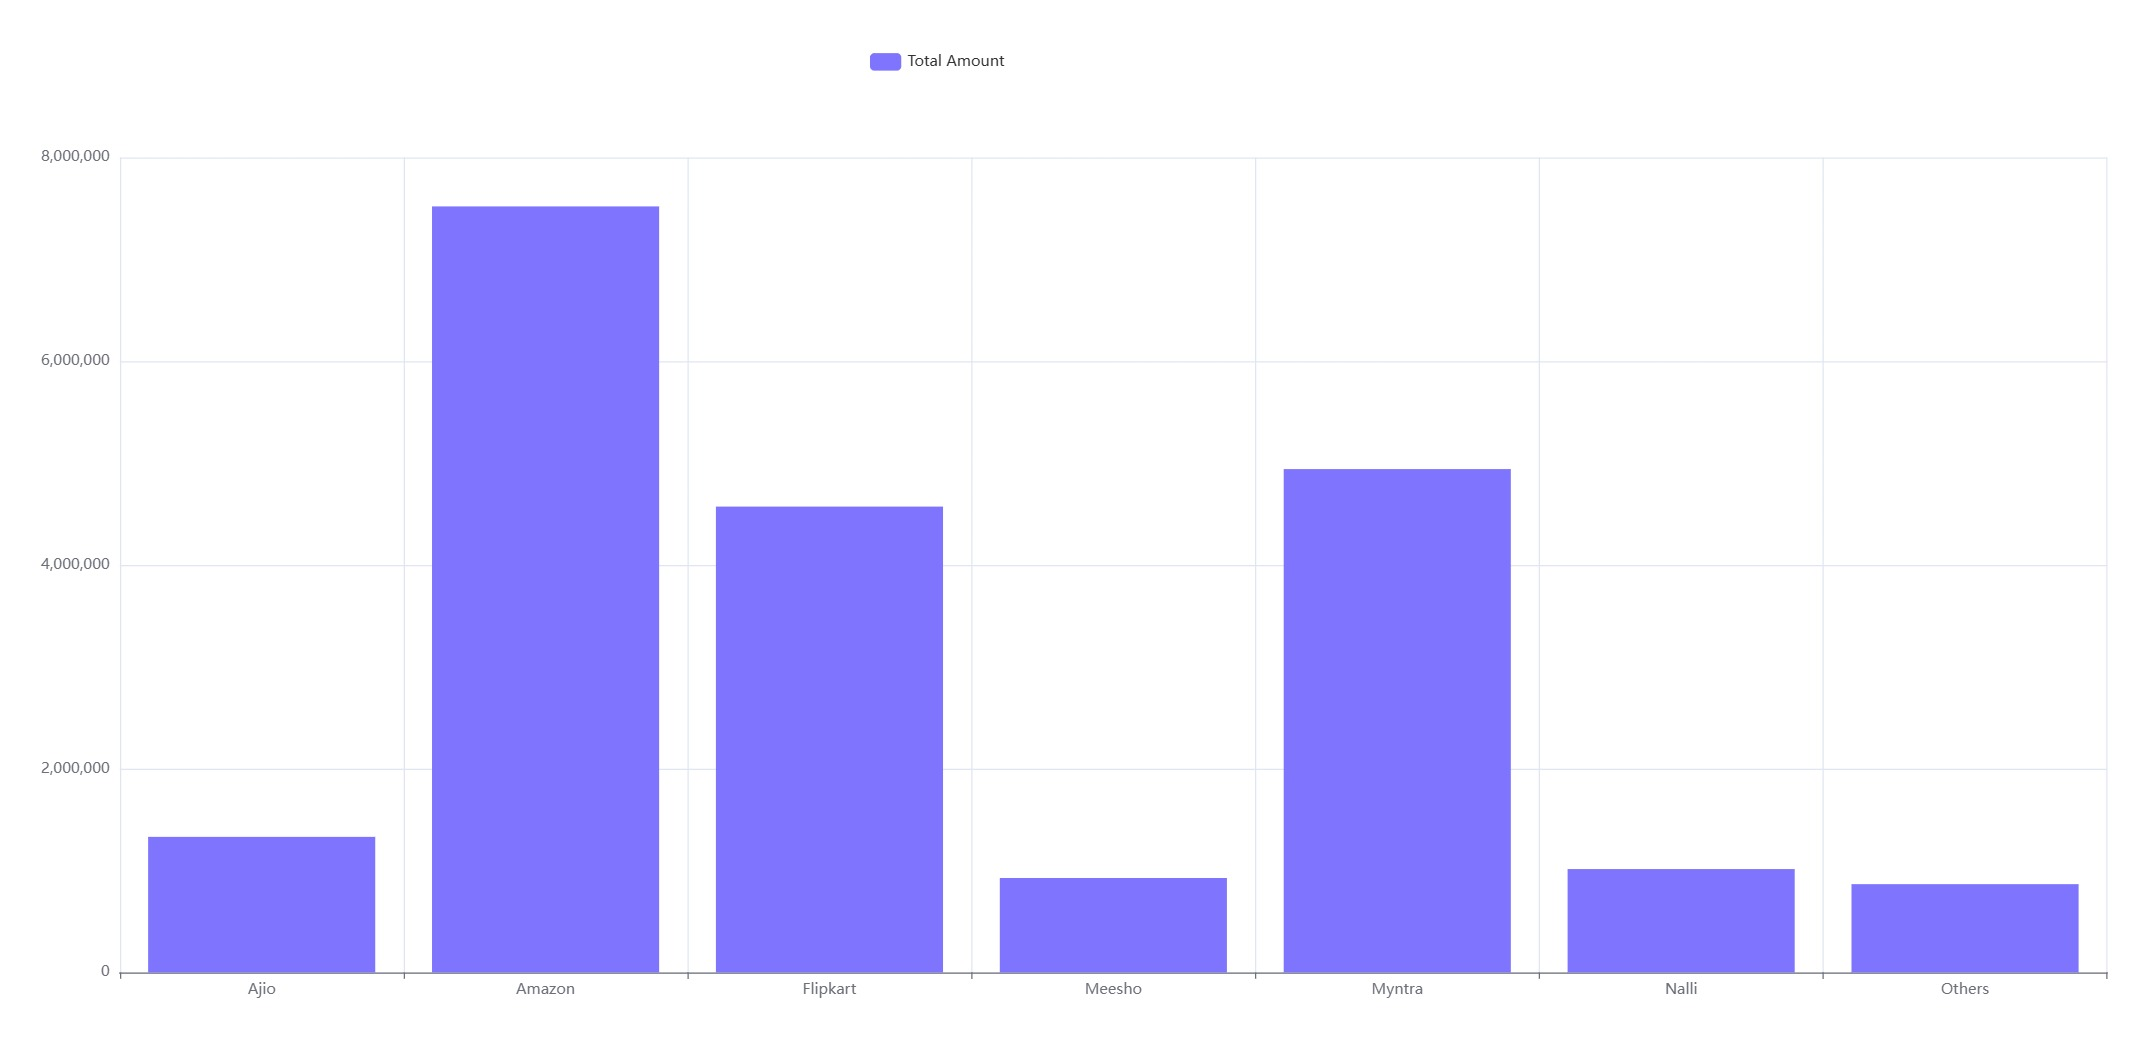 Total Amount
8,000,000
6,000,000
4,000,000
2,000,000
0
Ajio Amazon Flipkart Meesho Myntra Nalli Others